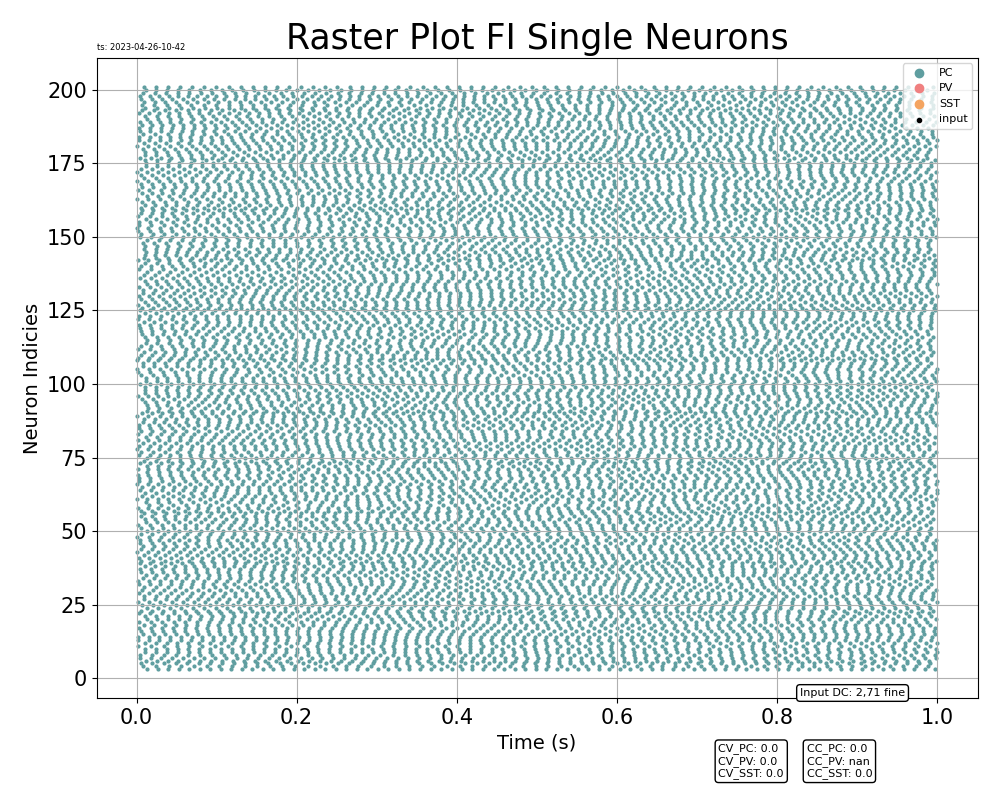 Raster Plot FI Single Neurons
ts: 2023-04-26-10-42
PC
PV
SST
input
200
175
150
125
100
75
50
25
0
Neuron Indicies
0.0 0.2 0.4 0.6 0.8 1.0
Time (s)
Input DC: 2,71 fine
CV_PC: 0.0
CV_PV: 0.0
CV_SST: 0.0
CC_PC: 0.0
CC_PV: nan
CC_SST: 0.0